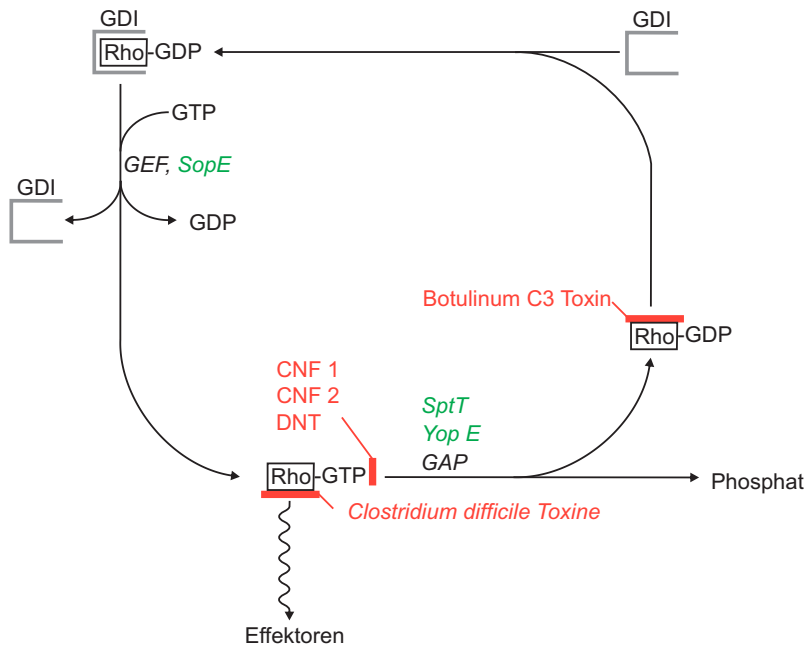 GDI
GDI
Rho-GDP
GTP
GEF, SopE
GDI
GDP
Botulinum C3 Toxin
Rho-GDP
CNF 1
CNF 2
DNT
SptT
Yop E
GAP
Rho-GTP
Phosphat
Clostridium difficile Toxine
Effektoren